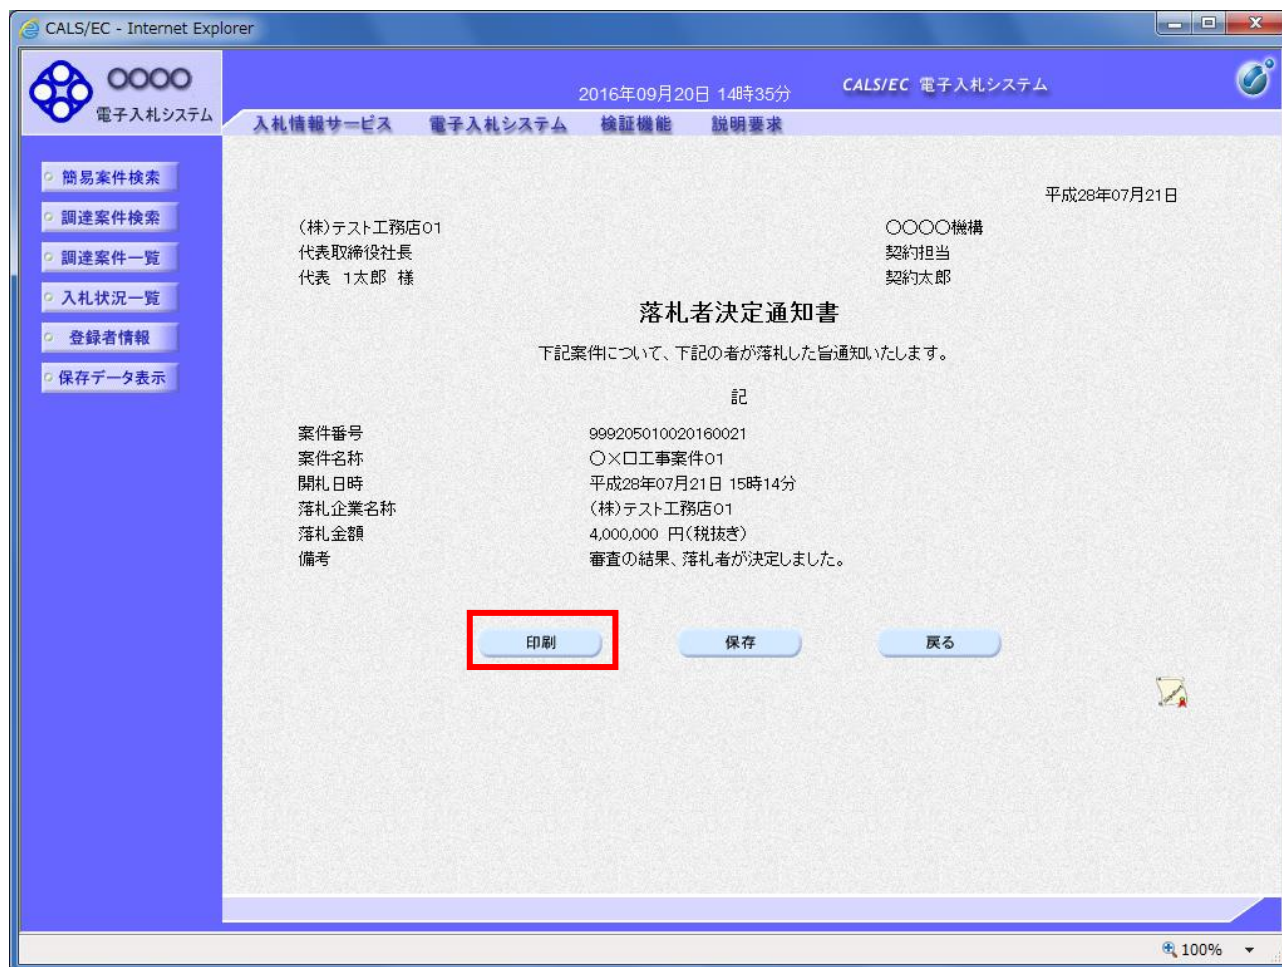 CALS/EC - Internet Explorer
○○○○
電子入札システム
2016年09月20日 14時35分
CALS/EC 電子入札システム
入札情報サービス 電子入札システム 検証機能 説明要求
簡易案件検索
調達案件検索
調達案件一覧
入札状況一覧
登録者情報
保存データ表示
平成28年07月21日
(株)テスト工務店01
代表取締役社長
代表 1太郎 様
○○○○機構
契約担当
契約太郎
落札者決定通知書
下記案件について、下記の者が落札した旨通知いたします。
記
案件番号 999205010020160021
案件名称 ○×口工事案件01
開札日時 平成28年07月21日 15時14分
落札企業名称 (株)テスト工務店01
落札金額 4,000,000 円(税抜き)
備考 審査の結果、落札者が決定しました。
印刷 保存 戻る
100%